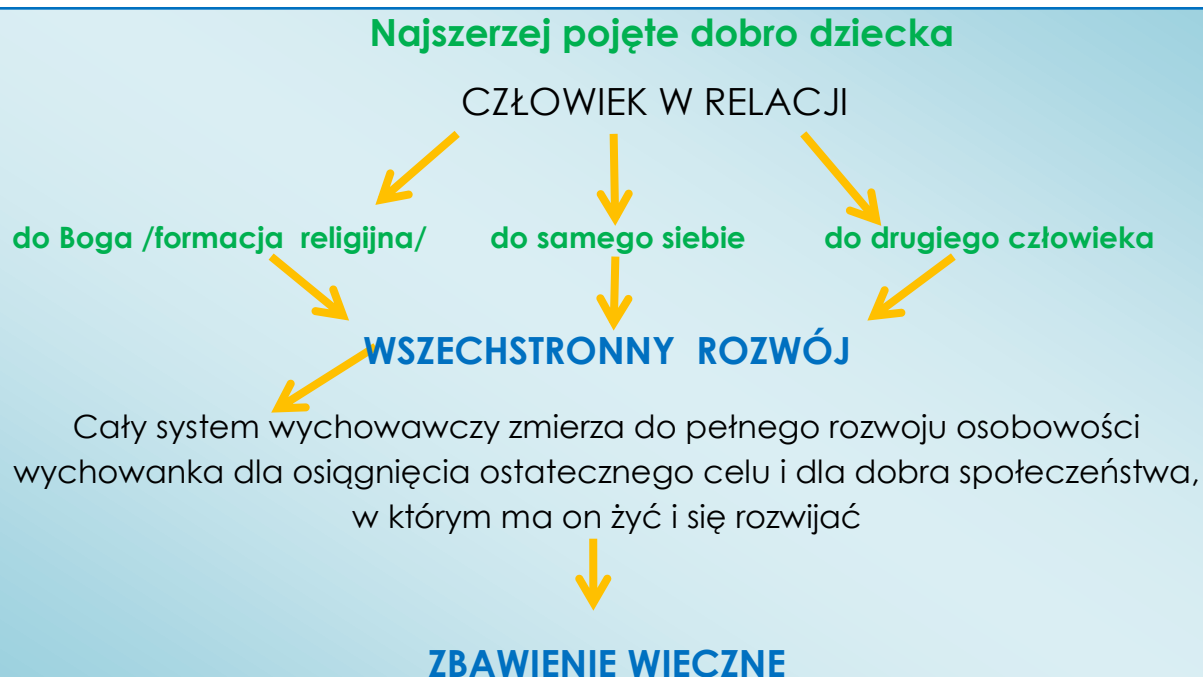 Najszerzej pojęte dobro dziecka
CZŁOWIEK W RELACJI
do Boga /formacja religijna/ do samego siebie do drugiego człowieka
WSZECHSTRONNY ROZWÓJ
Cały system wychowawczy zmierza do pełnego rozwoju osobowości
wychowanka dla osiągnięcia ostatecznego celu i dla dobra społeczeństwa,
w którym ma on żyć i się rozwijać
ZBAWIENIE WIECZNE